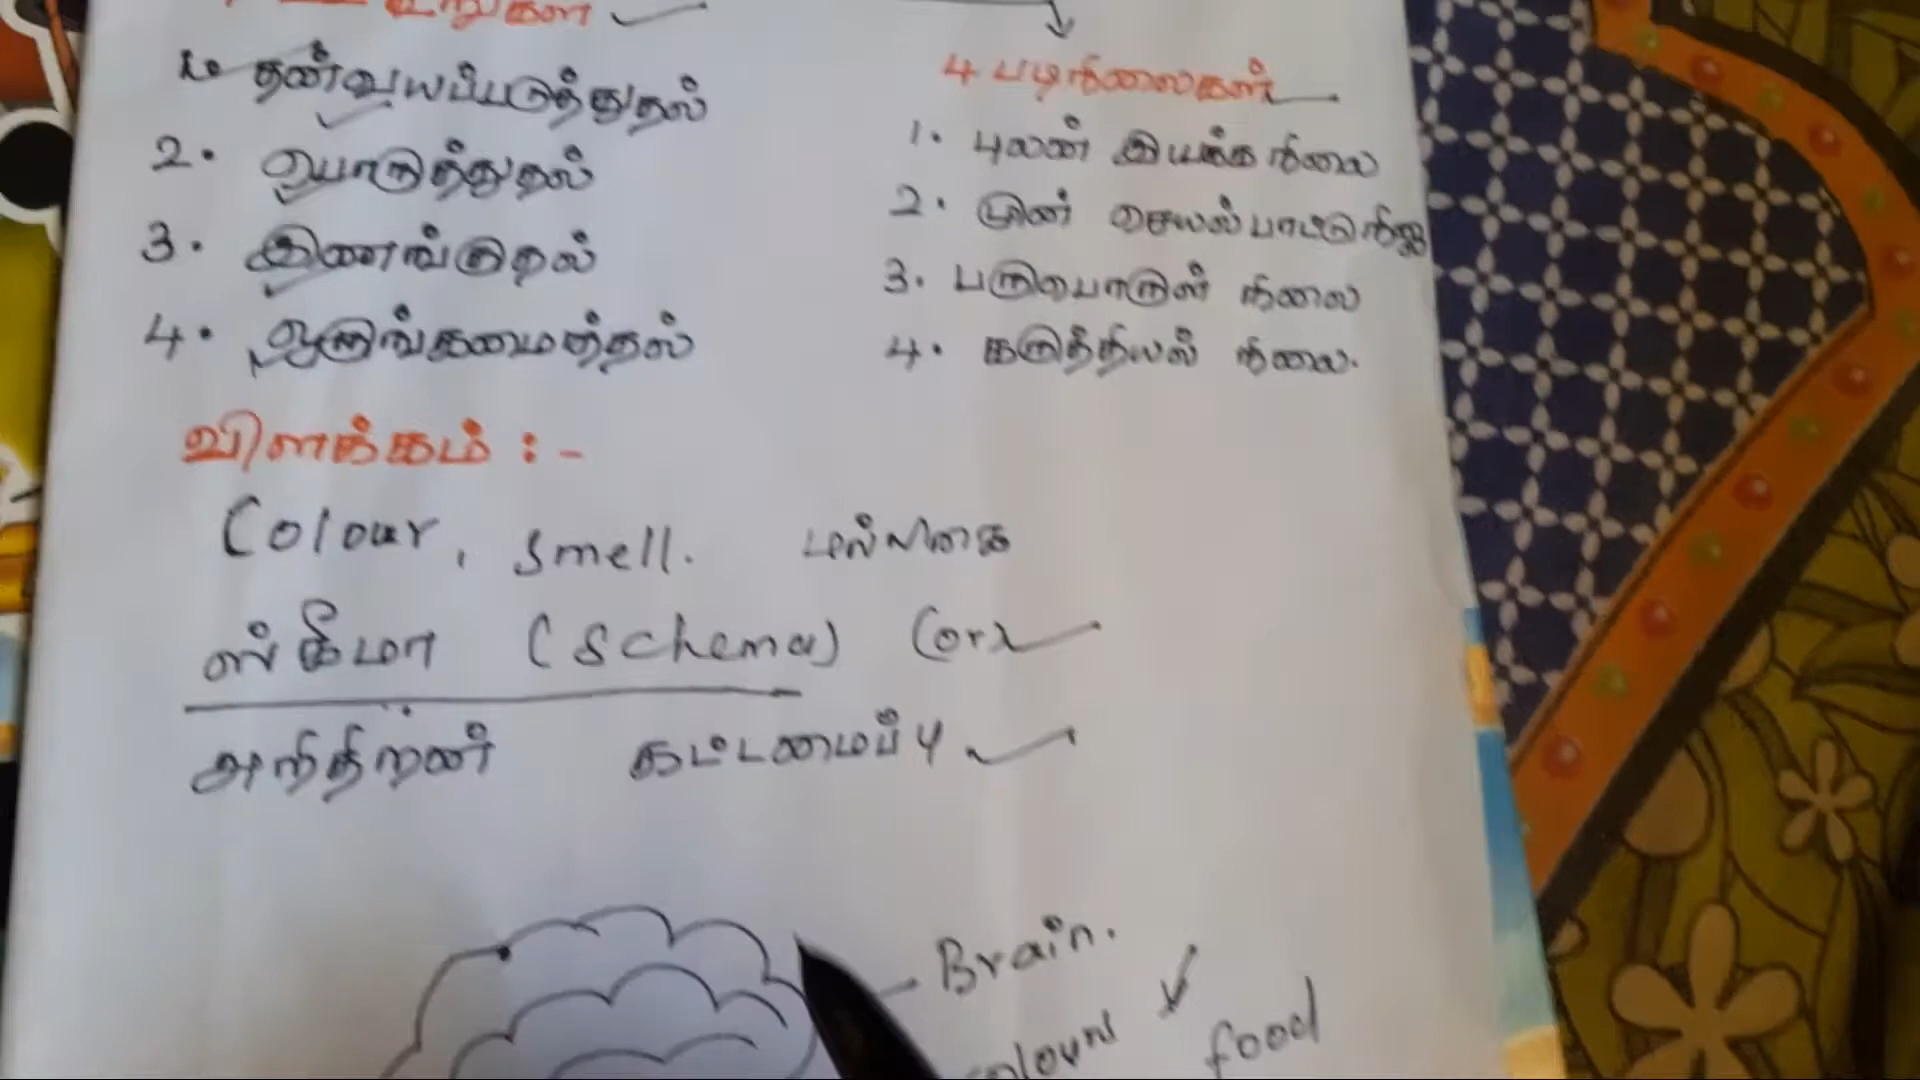 1. தன்வயப்படுத்துதல்
2. பொருத்துதல்
3. இணங்குதல்
4. ஒருங்கமைத்தல்
4 படிநிலைகள்
1. புலன் இயக்க நிலை
2. முன் செயல்பாட்டு நிலை
3. பருபொருள் நிலை
4. கருத்தியல் நிலை.
விளக்கம் :-
Colour, Smell. மல்லிகை
ஸ்கீமா (Schema) (or)
அறிதிறன் கட்டமைப்பு
Brain.
food